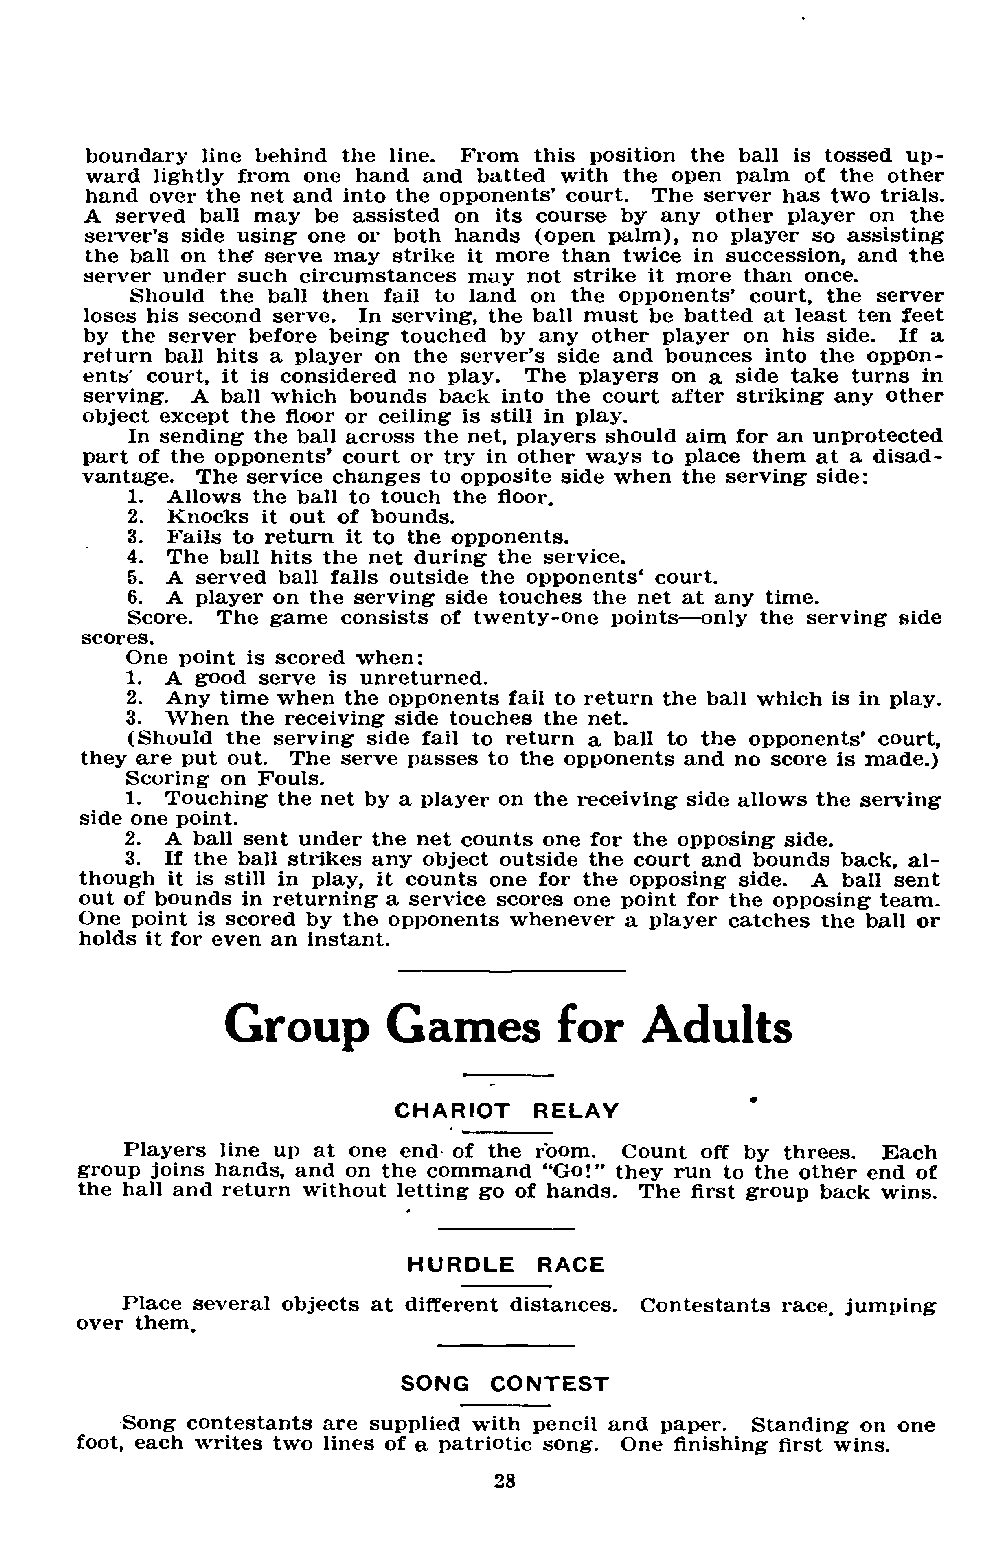 boundary line behind the line. From this position the ball is tossed up-
ward lightly from one hand and batted with the open palm of the other
hand over the net and into the opponents' court. The server has two trials.
A served ball may be assisted on its course by any other player on the
server's side using one or both hands (open palm), no player so assisting
the ball on the serve may strike it more than twice in succession, and the
server under such circumstances may not strike it more than once.
Should the ball then fail to land on the opponents' court, the server
loses his second serve. In serving, the ball must be batted at least ten feet
by the server before being touched by any other player on his side. If a
return ball hits a player on the server's side and bounces into the oppon-
ents' court, it is considered no play. The players on a side take turns in
serving. A ball which bounds back into the court after striking any other
object except the floor or ceiling is still in play.
In sending the ball across the net, players should aim for an unprotected
part of the opponents' court or try in other ways to place them at a disad-
vantage. The service changes to opposite side when the serving side:
1. Allows the ball to touch the floor.
2. Knocks it out of bounds.
3. Fails to return it to the opponents.
4. The ball hits the net during the service.
5. A served ball falls outside the opponents‘ court.
6. A player on the serving side touches the net at any time.
Score. The game consists of twenty-one points—only the serving side
scores.
One point is scored when:
1. A good serve is unreturned.
2. Any time when the opponents fail to return the ball which is in play.
3. When the receiving side touches the net.
(Should the serving side fail to return a ball to the opponents' court,
they are put out. The serve passes to the opponents and no score is made.)
Scoring on Fouls.
1. Touching the net by a player on the receiving side allows the serving
side one point.
2. A ball sent under the net counts one for the opposing side.
3. If the ball strikes any object outside the court and bounds back, al-
though it is still in play, it counts one for the opposing side. A ball sent
out of bounds in returning a service scores one point for the opposing team.
One point is scored by the opponents whenever a player catches the ball or
holds it for even an instant.
Group Games for Adults
CHARIOT RELAY
Players line up at one end of the room. Count off by threes. Each
group joins hands, and on the command "Go!" they run to the other end of
the hall and return without letting go of hands. The first group back wins.
HURDLE RACE
Place several objects at different distances. Contestants race, jumping
over them.
SONG CONTEST
Song contestants are supplied with pencil and paper. Standing on one
foot, each writes two lines of a patriotic song. One finishing first wins.
28